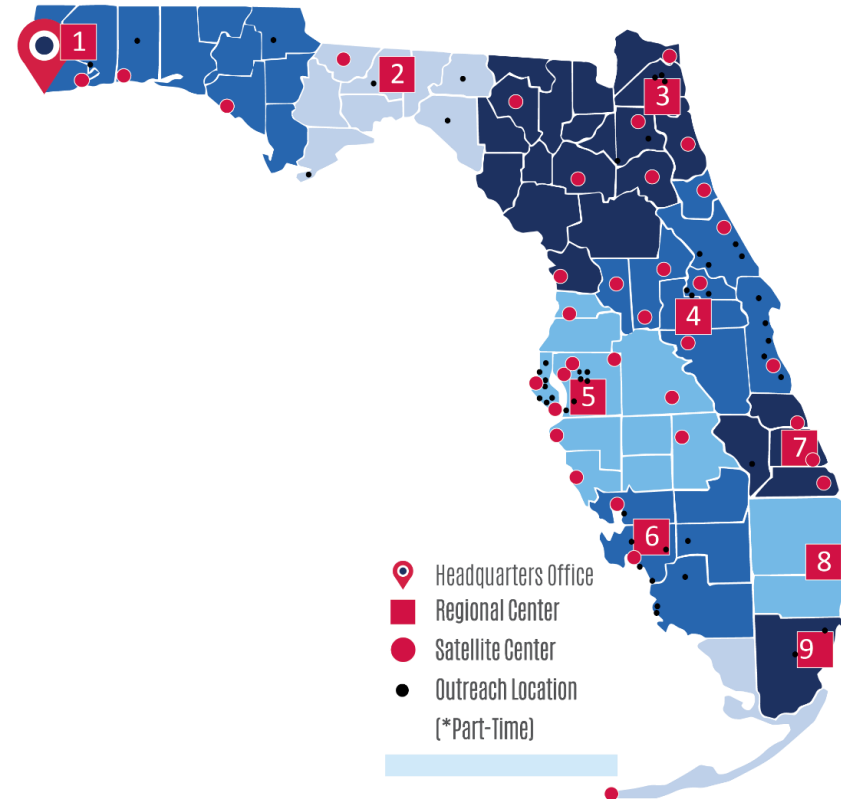 1
2
3
4
5
6
7
8
9
Headquarters Office
Regional Center
Satellite Center
Outreach Location
(*Part-Time)